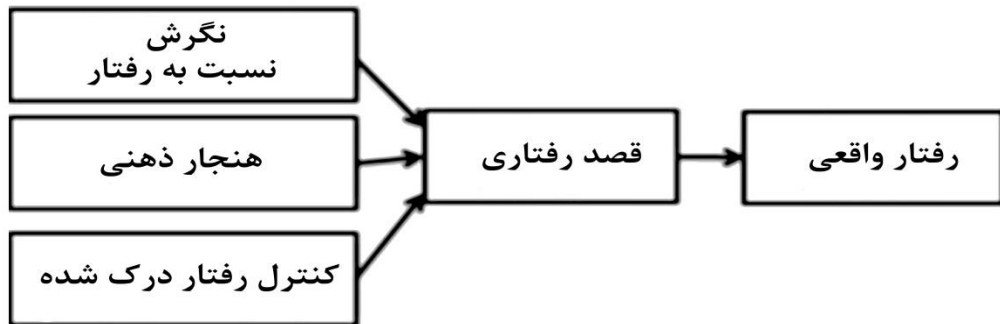 نگرش
نسبت به رفتار
هنجار ذهنی
کنترل رفتار درک شده
قصد رفتاری
رفتار واقعی